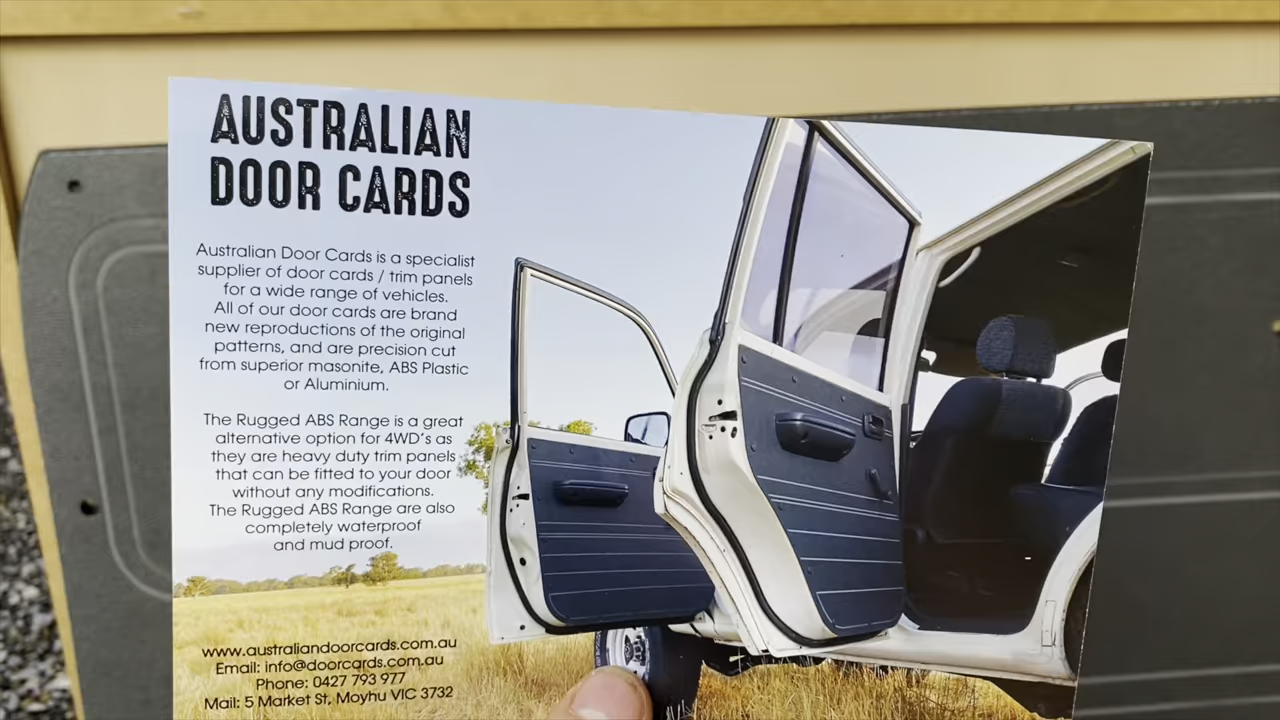 AUSTRALIAN
DOOR CARDS
Australian Door Cards is a specialist
supplier of door cards / trim panels
for a wide range of vehicles.
All of our door cards are brand
new reproductions of the original
patterns, and are precision cut
from superior masonite, ABS Plastic
or Aluminium.
The Rugged ABS Range is a great
alternative option for 4WD's as
they are heavy duty trim panels
that can be fitted to your door
without any modifications.
The Rugged ABS Range are also
completely waterproof
and mud proof.
www.australiandoorcards.com.au
Email: info@doorcards.com.au
Phone: 0427 793 977
Mail: 5 Market St, Moyhu VIC 3732